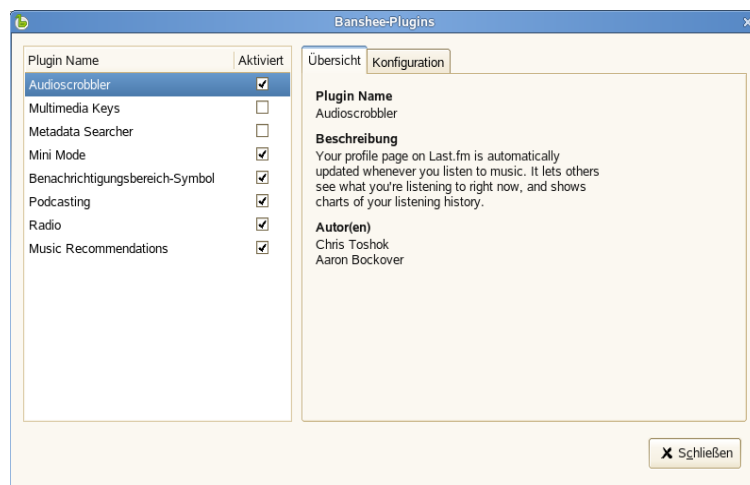 Banshee-Plugins
Plugin Name Aktiviert
Audioscrobbler
Multimedia Keys
Metadata Searcher
Mini Mode
Benachrichtigungsbereich-Symbol
Podcasting
Radio
Music Recommendations
Übersicht Konfiguration
Plugin Name
Audioscrobbler
Beschreibung
Your profile page on Last.fm is automatically
updated whenever you listen to music. It lets others
see what you're listening to right now, and shows
charts of your listening history.
Autor(en)
Chris Toshok
Aaron Bockover
Schließen